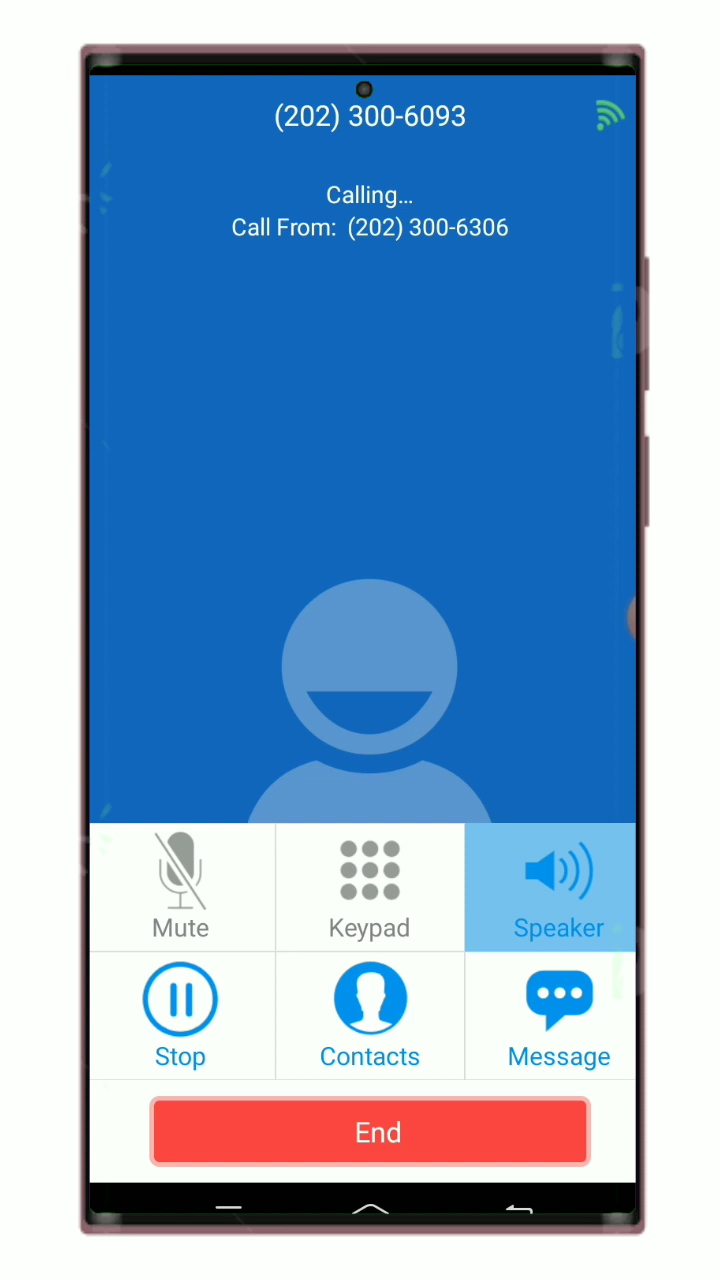 (202) 300-6093
Calling...
Call From: (202) 300-6306
Mute
Keypad
Speaker
Stop
Contacts
Message
End